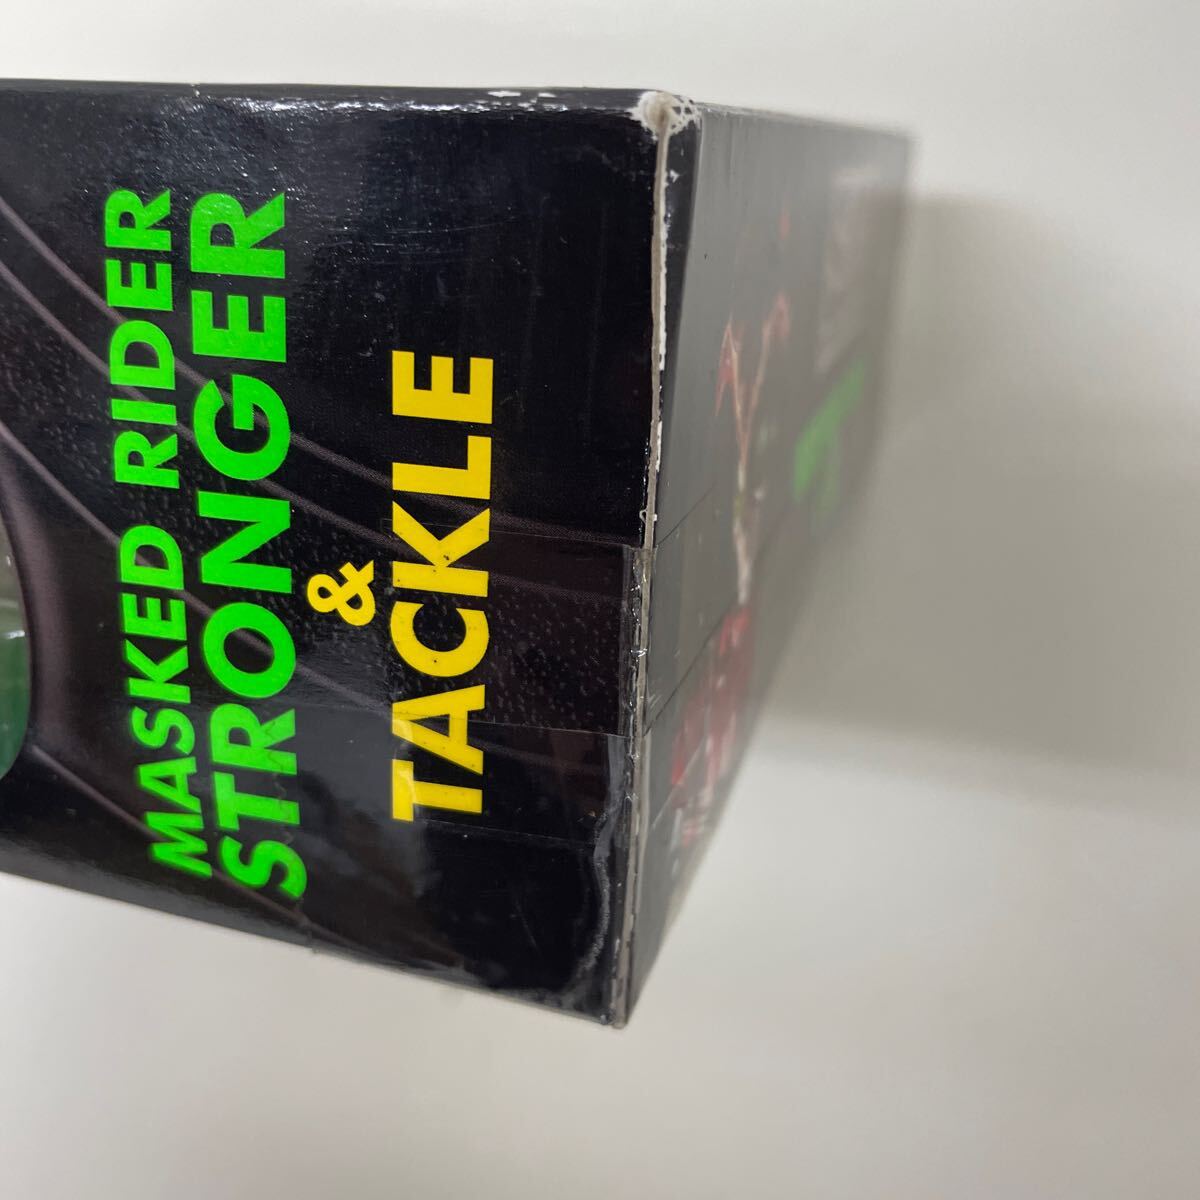 MASKED RIDER
STRONGER
&
TACKLE